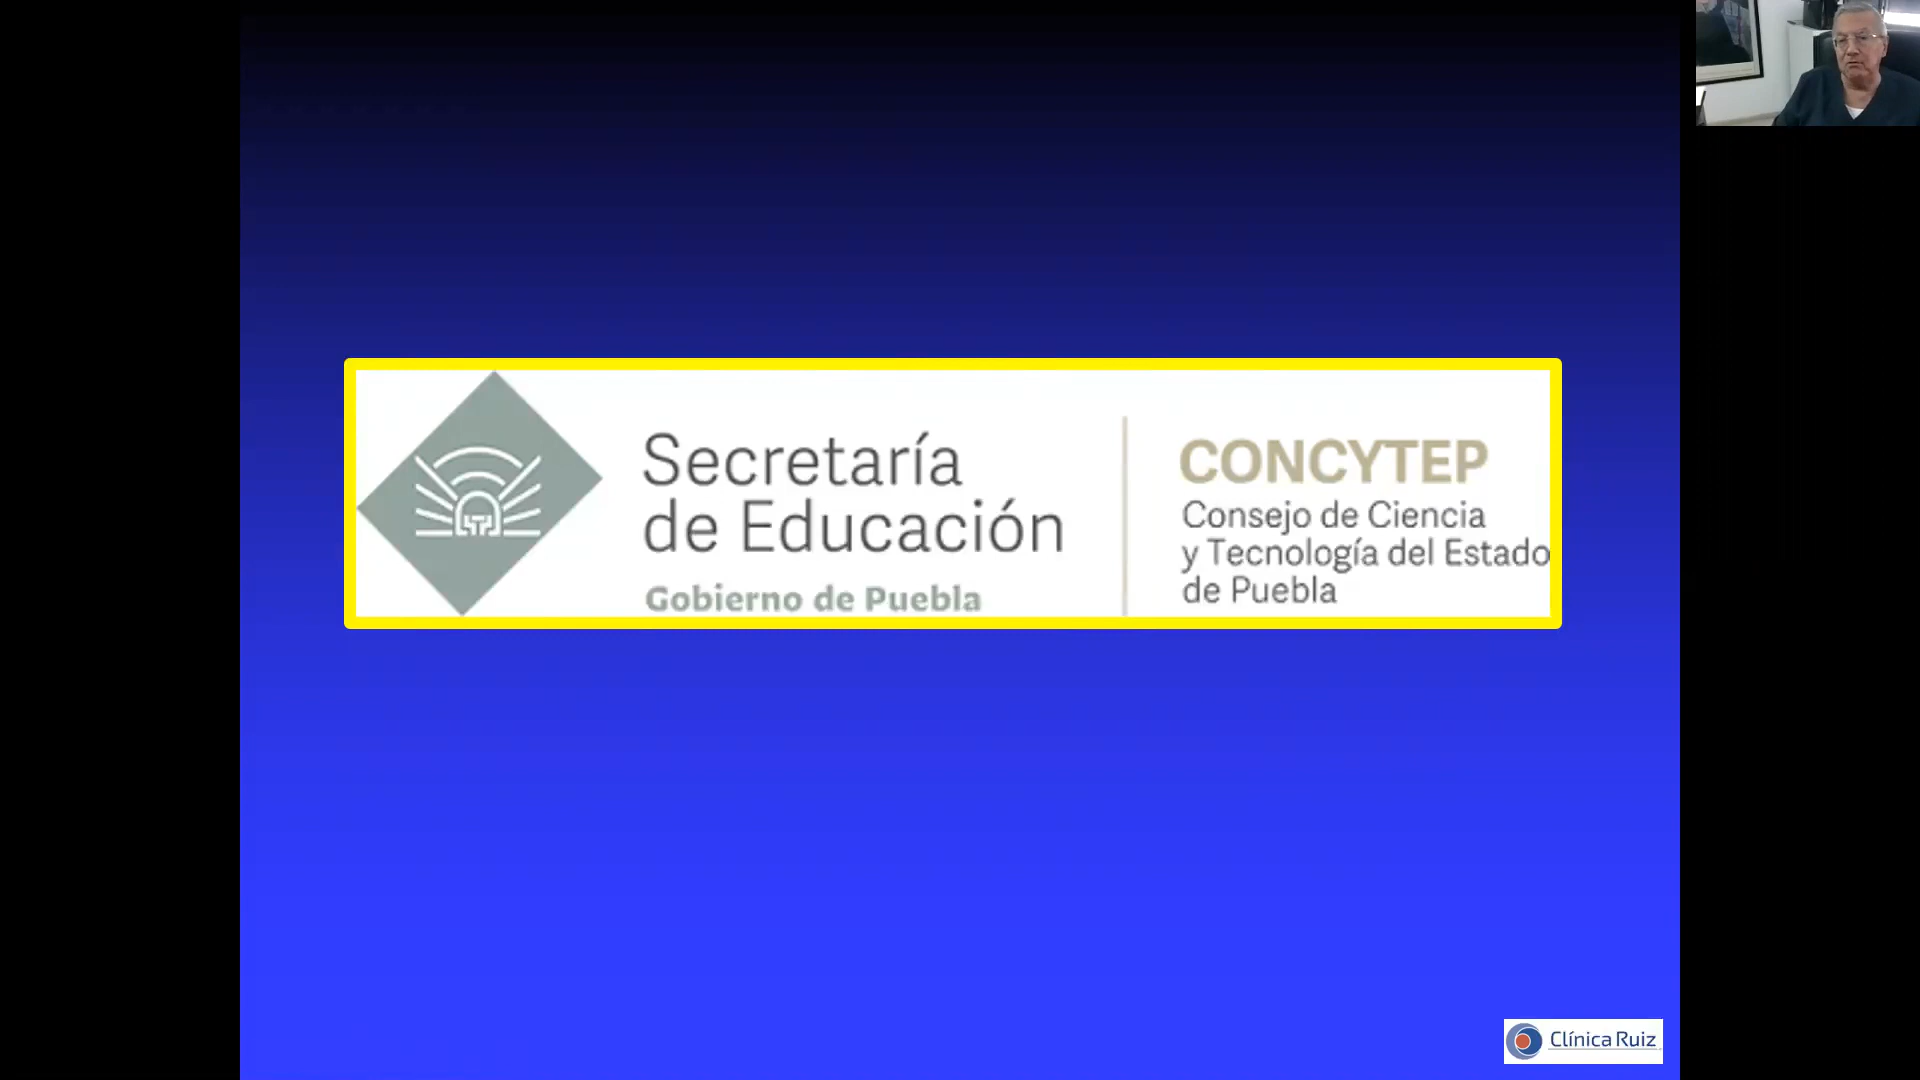 Secretaría
de Educación
Gobierno de Puebla
CONCYTEP
Consejo de Ciencia
y Tecnología del Estado
de Puebla
Clínica Ruiz